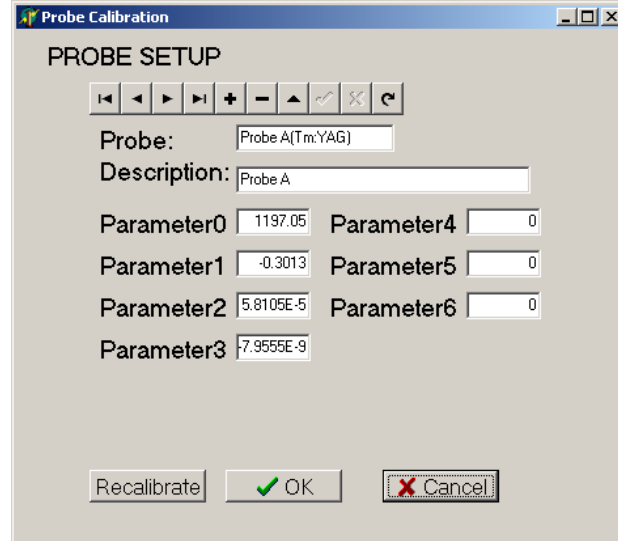 Probe Calibration
PROBE SETUP
Probe: Probe A(Tm:YAG)
Description: Probe A
Parameter0 1197.05 Parameter4 0
Parameter1 -0.3013 Parameter5 0
Parameter2 5.8105E-5 Parameter6 0
Parameter3 -7.9555E-9
Recalibrate OK Cancel